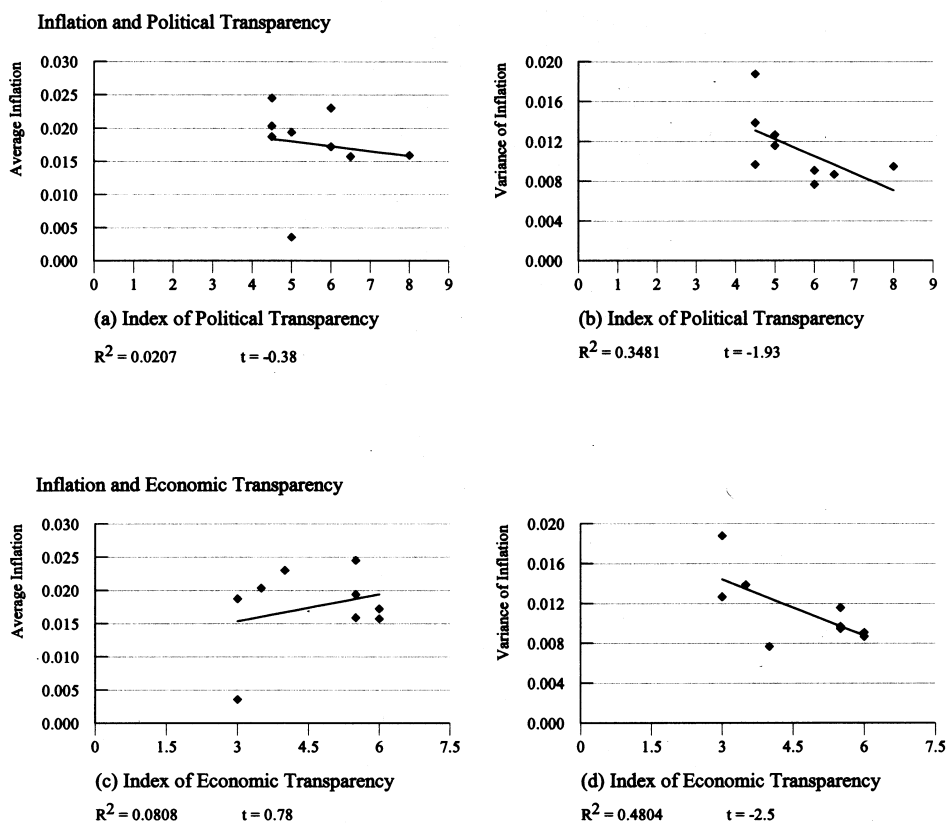 Inflation and Political Transparency
Average Inflation
0.030
0.025
0.020
0.015
0.010
0.005
0.000
0 1 2 3 4 5 6 7 8 9
(a) Index of Political Transparency
R² = 0.0207 t = -0.38
Variance of Inflation
0.020
0.016
0.012
0.008
0.004
0.000
0 1 2 3 4 5 6 7 8 9
(b) Index of Political Transparency
R² = 0.3481 t = -1.93
Inflation and Economic Transparency
Average Inflation
0.030
0.025
0.020
0.015
0.010
0.005
0.000
0 1.5 3 4.5 6 7.5
(c) Index of Economic Transparency
R² = 0.0808 t = 0.78
Variance of Inflation
0.020
0.016
0.012
0.008
0.004
0.000
0 1.5 3 4.5 6 7.5
(d) Index of Economic Transparency
R² = 0.4804 t = -2.5